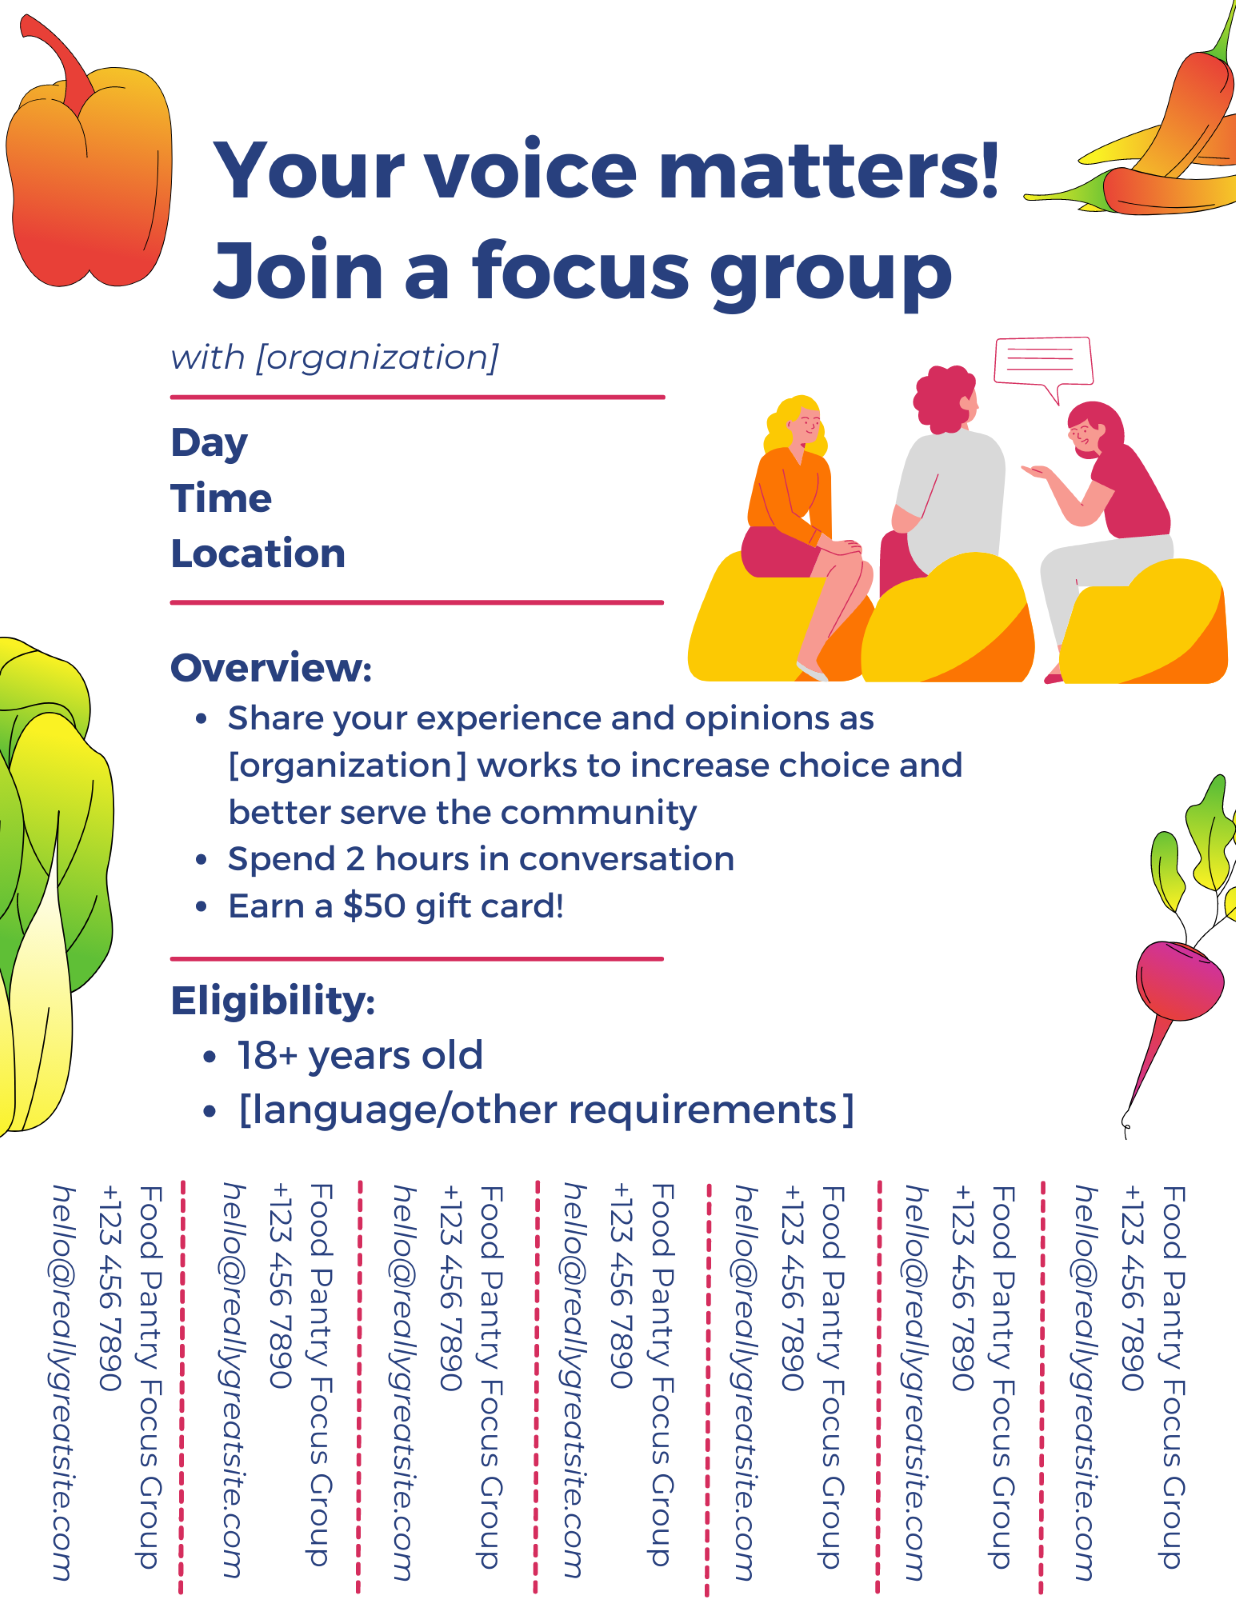 Your voice matters!
Join a focus group
with [organization]
Day
Time
Location
Overview:
• Share your experience and opinions as
[organization] works to increase choice and
better serve the community
• Spend 2 hours in conversation
• Earn a $50 gift card!
Eligibility:
• 18+ years old
• [language/other requirements]
Food Pantry Focus Group
+123 456 7890
hello@reallygreatsite.com
Food Pantry Focus Group
+123 456 7890
hello@reallygreatsite.com
Food Pantry Focus Group
+123 456 7890
hello@reallygreatsite.com
Food Pantry Focus Group
+123 456 7890
hello@reallygreatsite.com
Food Pantry Focus Group
+123 456 7890
hello@reallygreatsite.com
Food Pantry Focus Group
+123 456 7890
hello@reallygreatsite.com
Food Pantry Focus Group
+123 456 7890
hello@reallygreatsite.com